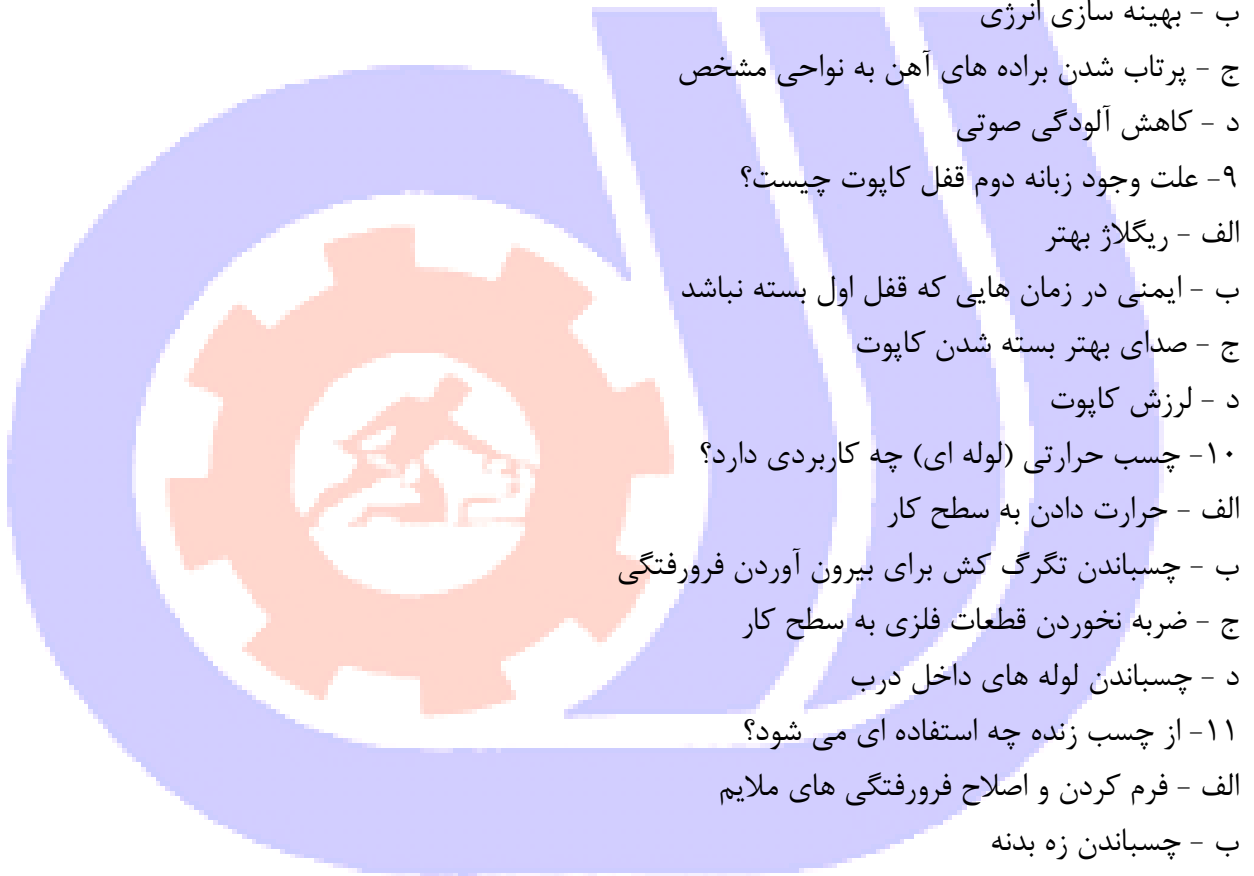 ب - بهینه سازی انرژی
ج - پرتاب شدن براده های آهن به نواحی مشخص
د - کاهش آلودگی صوتی
۹- علت وجود زبانه دوم قفل کاپوت چیست؟
الف - ریگلاژ بهتر
ب - ایمنی در زمان هایی که قفل اول بسته نباشد
ج - صدای بهتر بسته شدن کاپوت
د - لرزش کاپوت
۱۰- چسب حرارتی (لوله ای) چه کاربردی دارد؟
الف - حرارت دادن به سطح کار
ب - چسباندن تگرگ کش برای بیرون آوردن فرورفتگی
ج - ضربه نخوردن قطعات فلزی به سطح کار
د - چسباندن لوله های داخل درب
۱۱- از چسب زنده چه استفاده ای می شود؟
الف - فرم کردن و اصلاح فرورفتگی های ملایم
ب - چسباندن زه بدنه